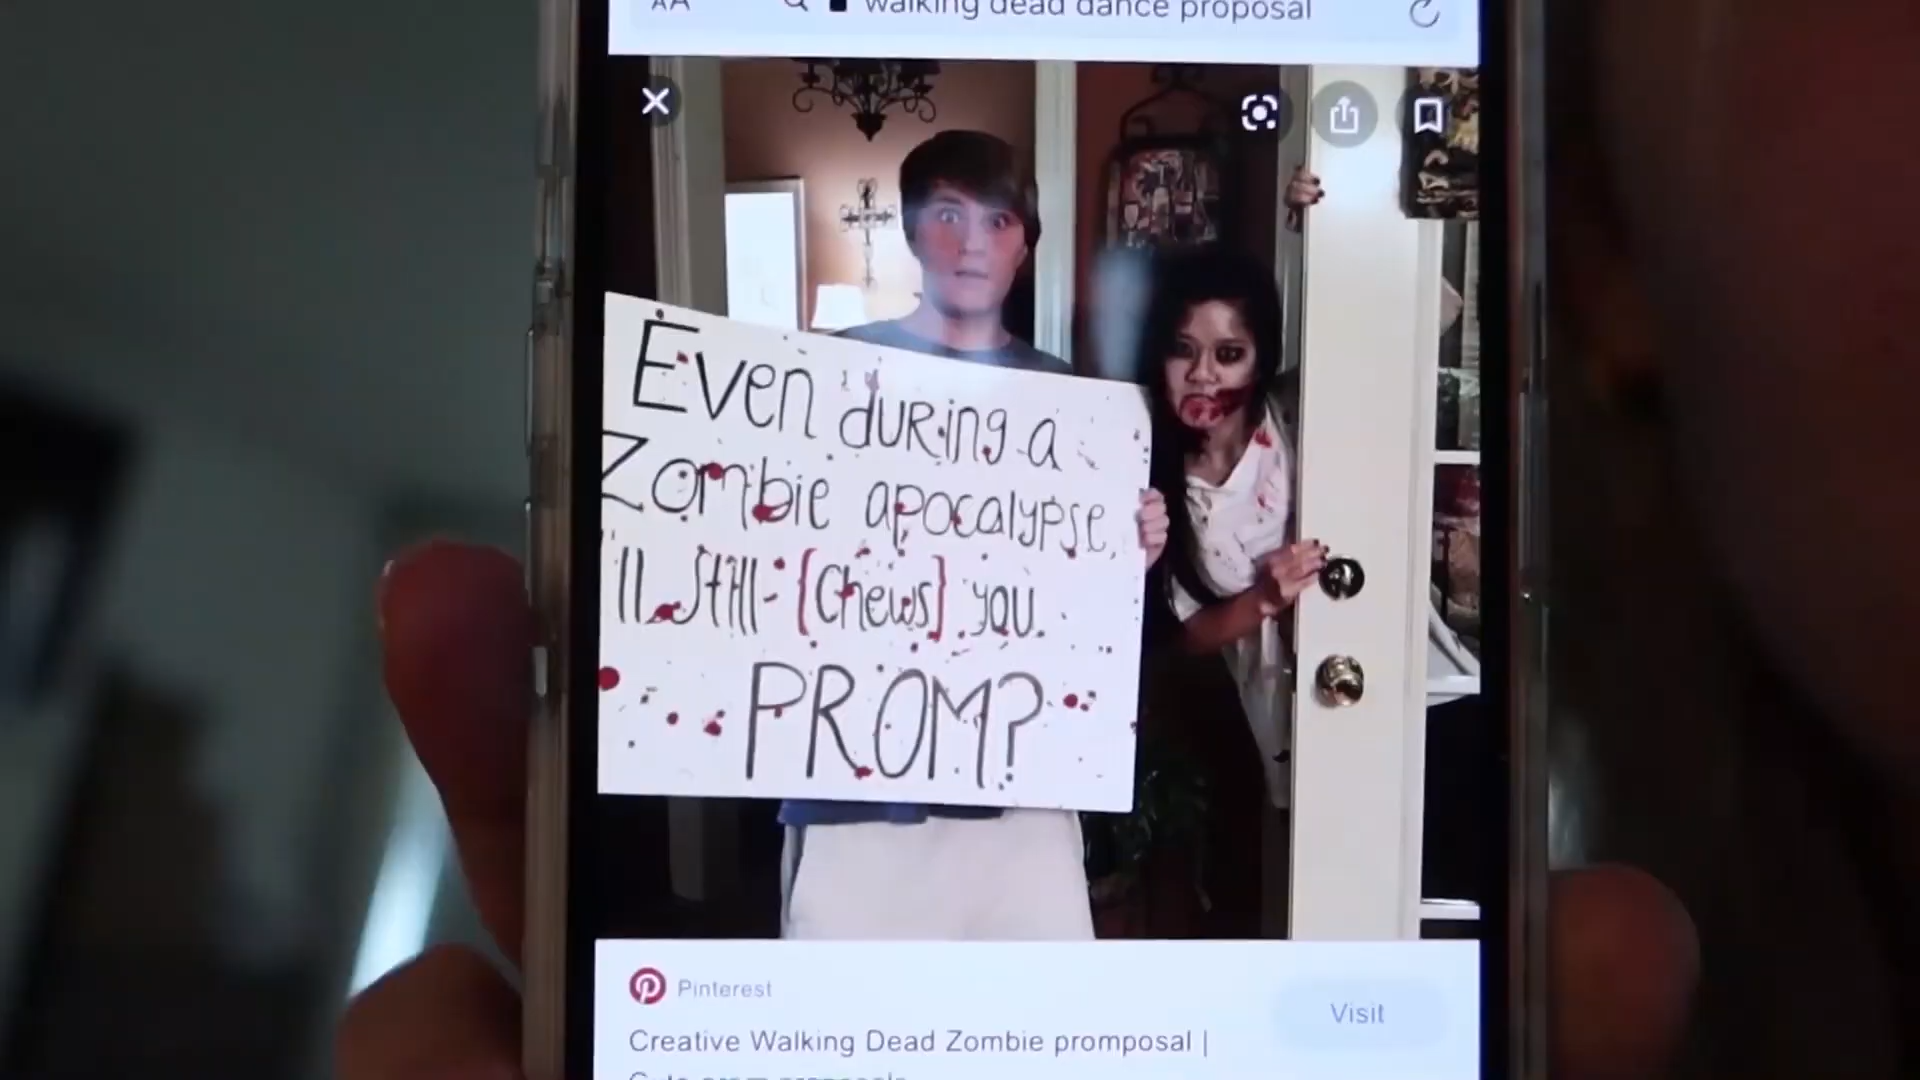 AA walking dead dance proposal
Even during a
Zombie apocalypse,
'll still {Chews} you.
PROM?
Pinterest
Visit
Creative Walking Dead Zombie promposal |